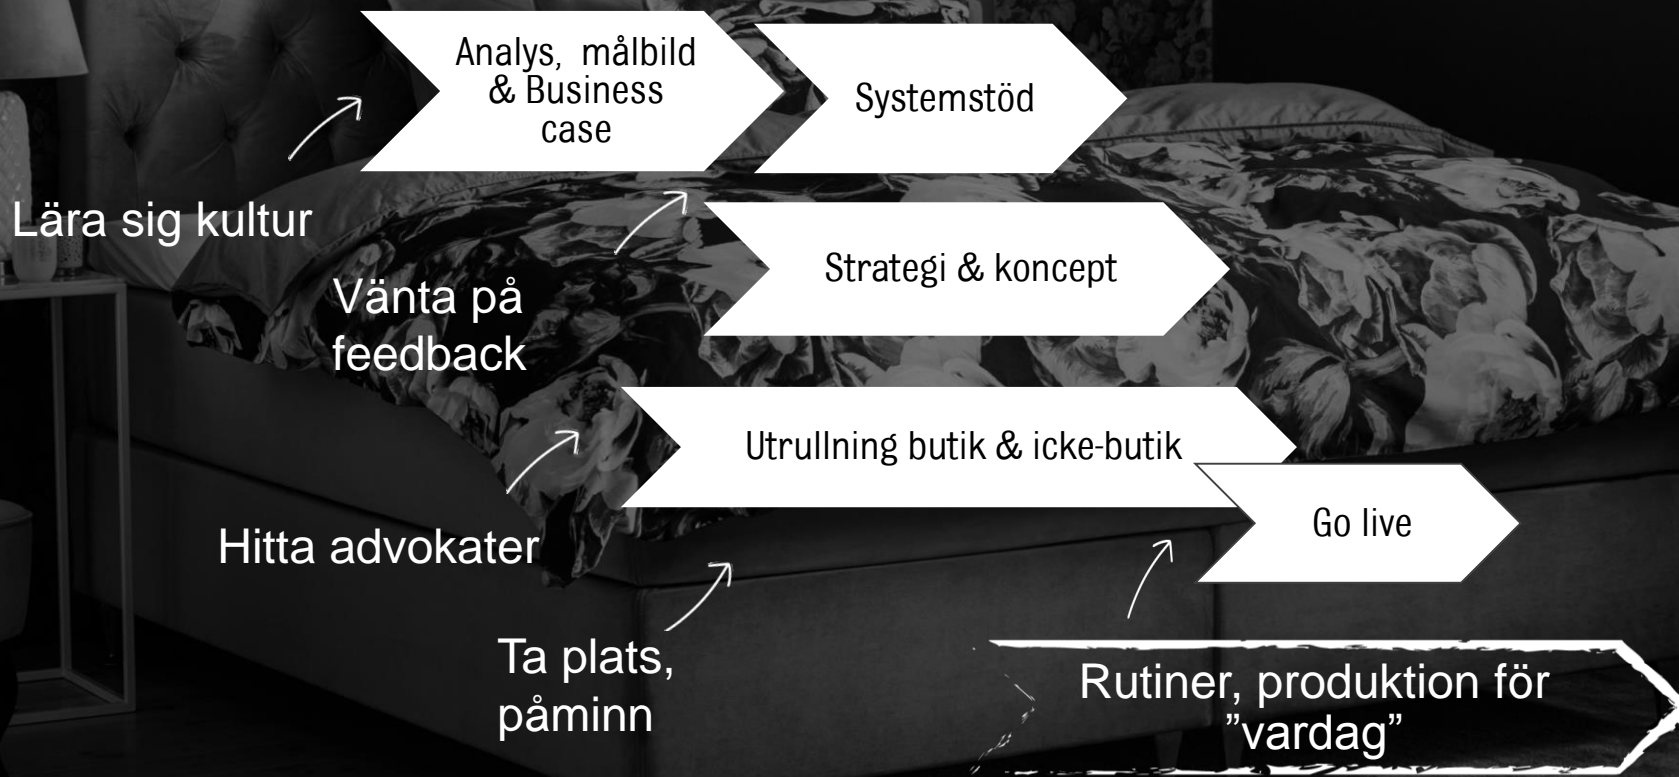 Analys, målbild
& Business
case
Systemstöd
Lära sig kultur
Strategi & koncept
Vänta på
feedback
Utrullning butik & icke-butik
Go live
Hitta advokater
Ta plats,
påminn
Rutiner, produktion för
”vardag”